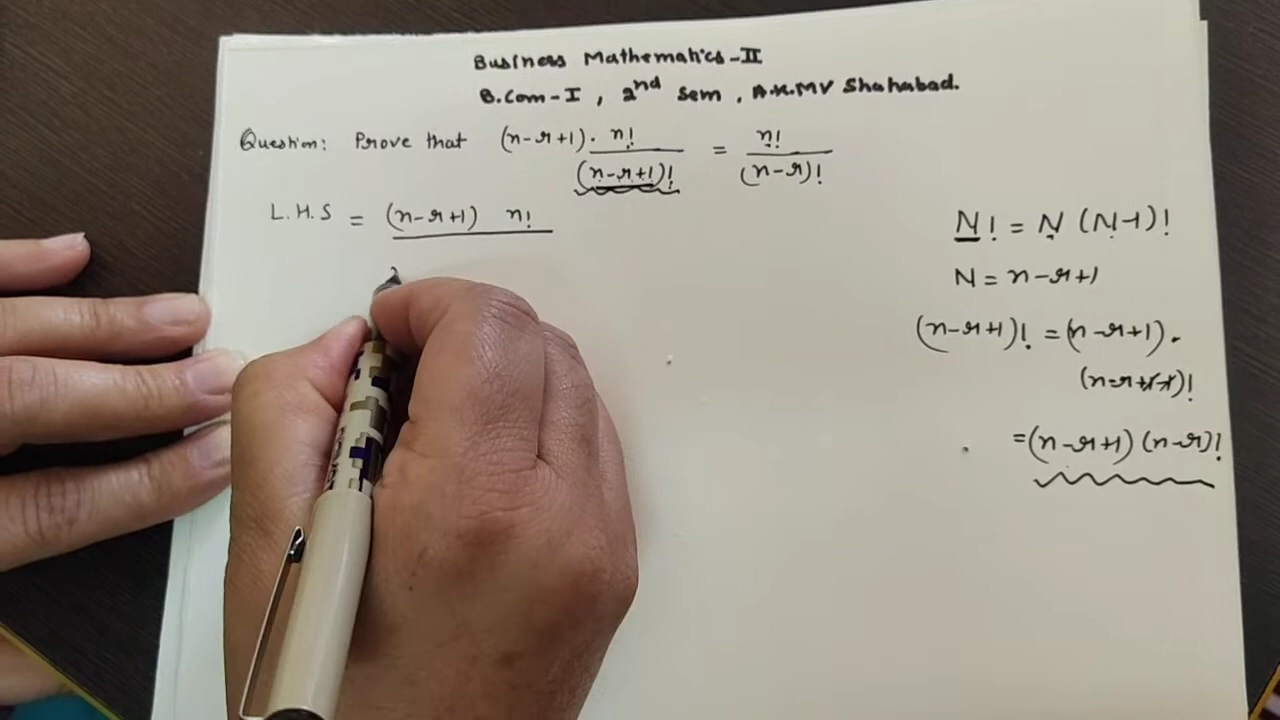 Business Mathematics-II
B.Com-I, 2nd Sem, A.K.MV Shahabad.
Question: Prove that (n-r+1). n!/(n-r+1)! = n!/(n-r)!
L.H.S = (n-r+1) n!
N! = N (N-1)!
N = n-r+1
(n-r+1)! = (n-r+1).
(n-r+1-1)!
=(n-r+1) (n-r)!